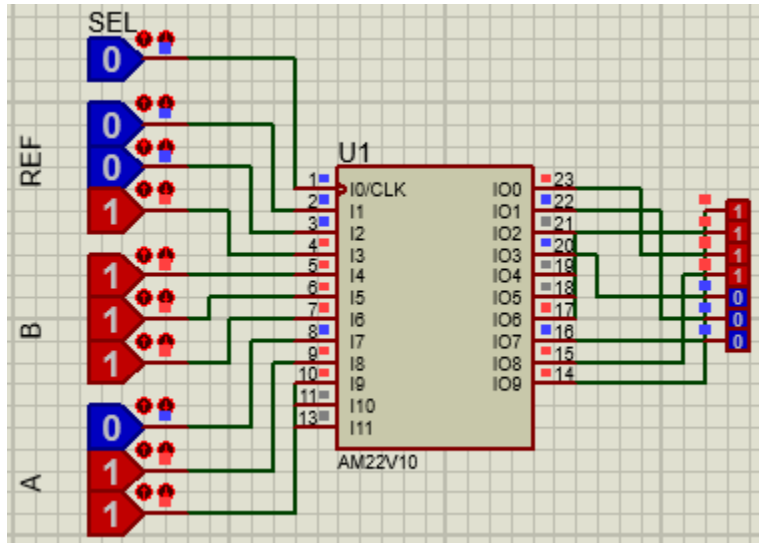 SEL
0
REF
0
0
1
B
1
1
1
A
0
1
1
U1
1 I0/CLK
2 I1
3 I2
4 I3
5 I4
6 I5
7 I6
8 I7
9 I8
10 I9
11 I10
13 I11
IO0 23
IO1 22
IO2 21
IO3 20
IO4 19
IO5 18
IO6 17
IO7 16
IO8 15
IO9 14
AM22V10
1
1
1
1
0
0
0